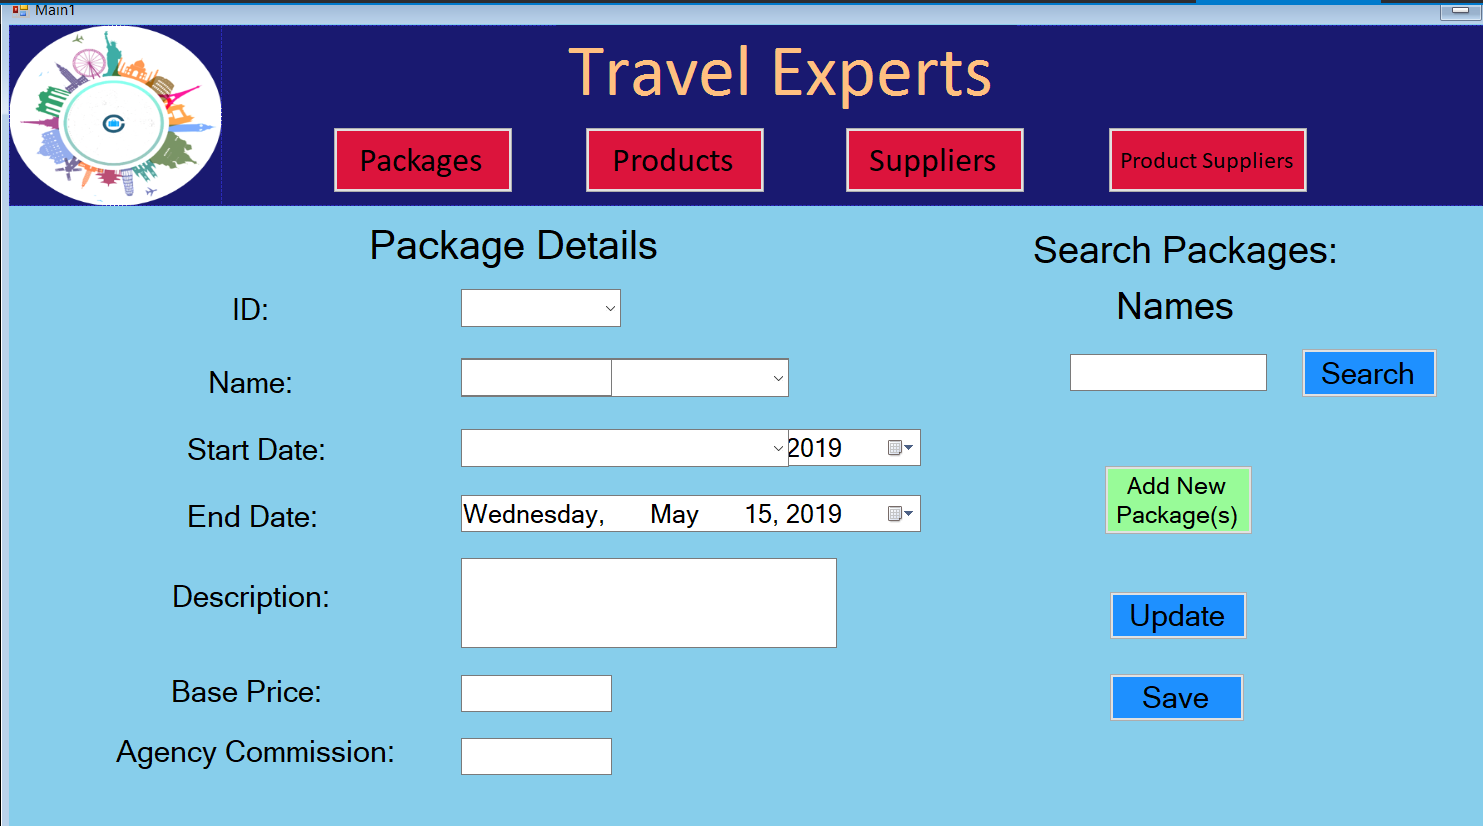 Main1
Travel Experts
Packages
Products
Suppliers
Product Suppliers
Package Details
Search Packages:
ID:
Names
Name:
Search
Start Date:
2019
Add New
Package(s)
End Date:
Wednesday, May 15, 2019
Description:
Update
Base Price:
Save
Agency Commission: